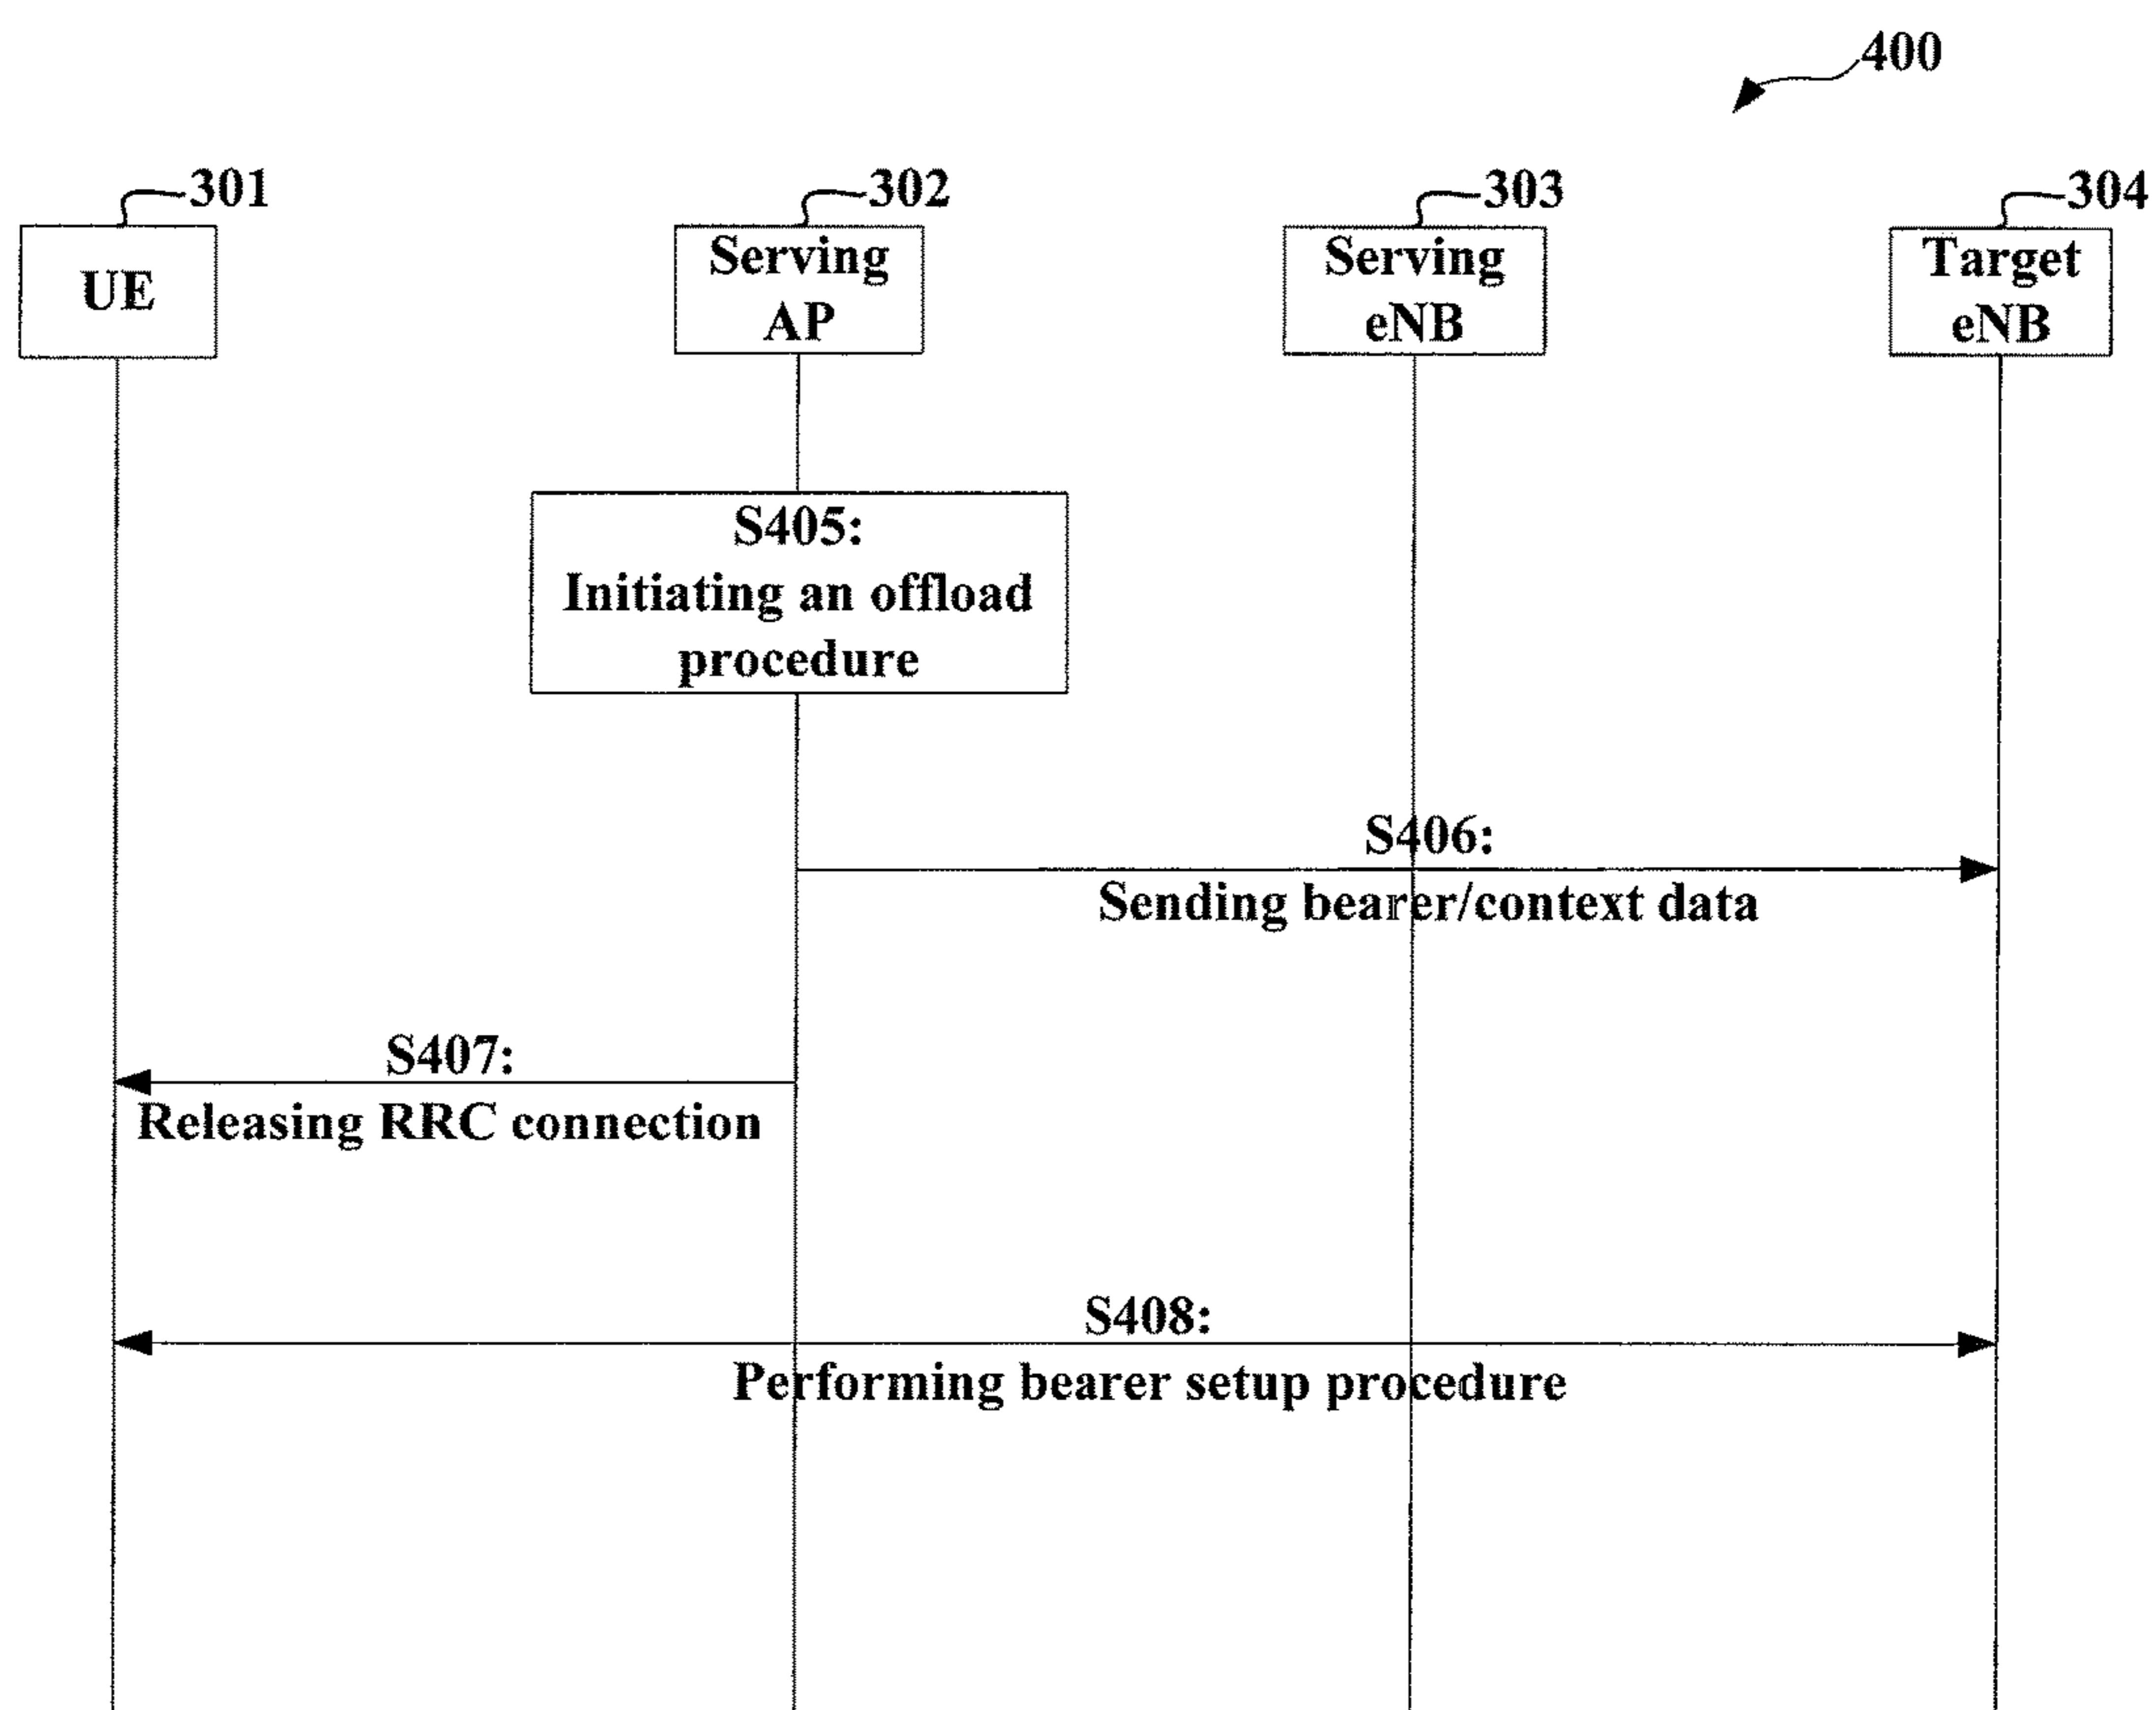 400
301
302
303
304
UE
Serving
AP
Serving
eNB
Target
eNB
S405:
Initiating an offload
procedure
S406:
Sending bearer/context data
S407:
Releasing RRC connection
S408:
Performing bearer setup procedure